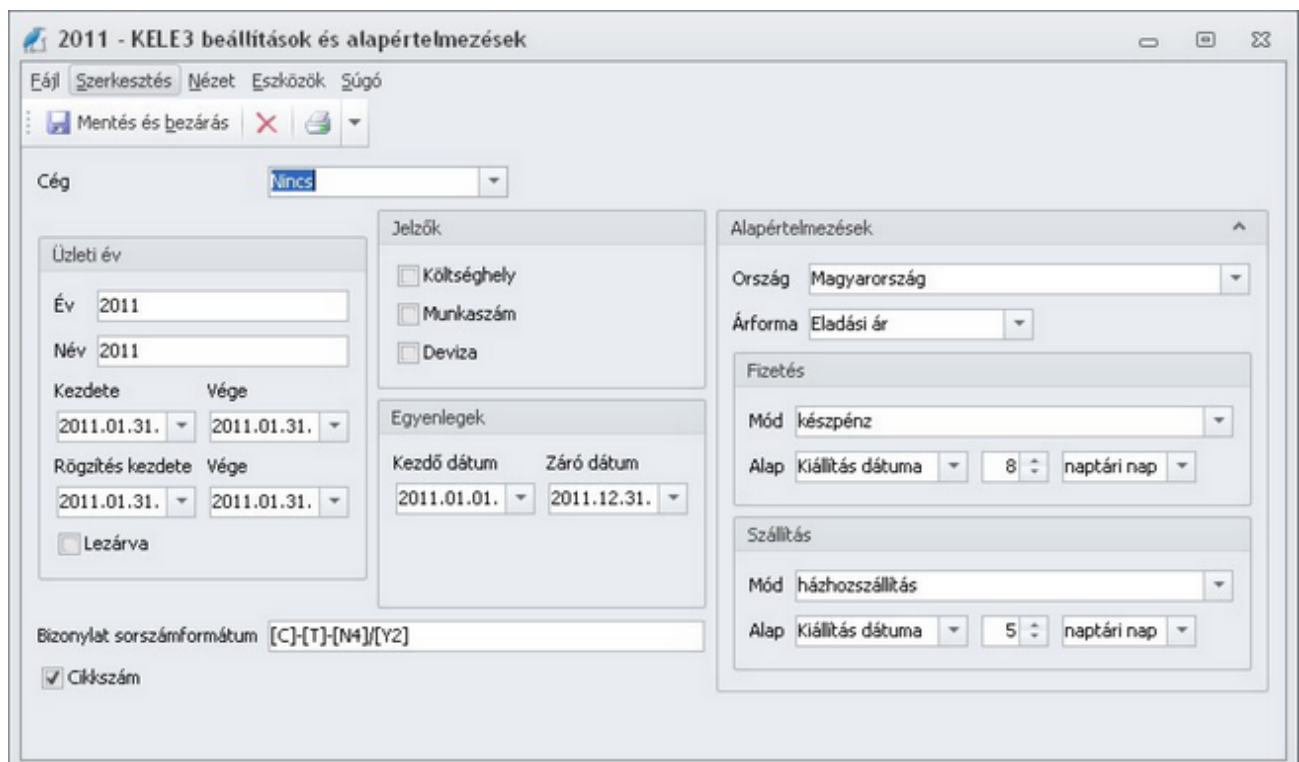 2011 - KELE3 beállítások és alapértelmezések
Fájl Szerkesztés Nézet Eszközök Súgó
Mentés és bezárás
Cég Nincs
Üzleti év
Év 2011
Név 2011
Kezdete Vége
2011.01.31. 2011.01.31.
Rögzítés kezdete Vége
2011.01.31. 2011.01.31.
Lezárva
Jelzők
Költséghely
Munkaszám
Deviza
Egyenlegek
Kezdő dátum Záró dátum
2011.01.01. 2011.12.31.
Bizonylat sorszámformátum [C]-[T]-[N4]/[Y2]
Cikkszám
Alapértelmezések
Ország Magyarország
Árforma Eladási ár
Fizetés
Mód készpénz
Alap Kiállítás dátuma 8 naptári nap
Szállítás
Mód házhozszállítás
Alap Kiállítás dátuma 5 naptári nap